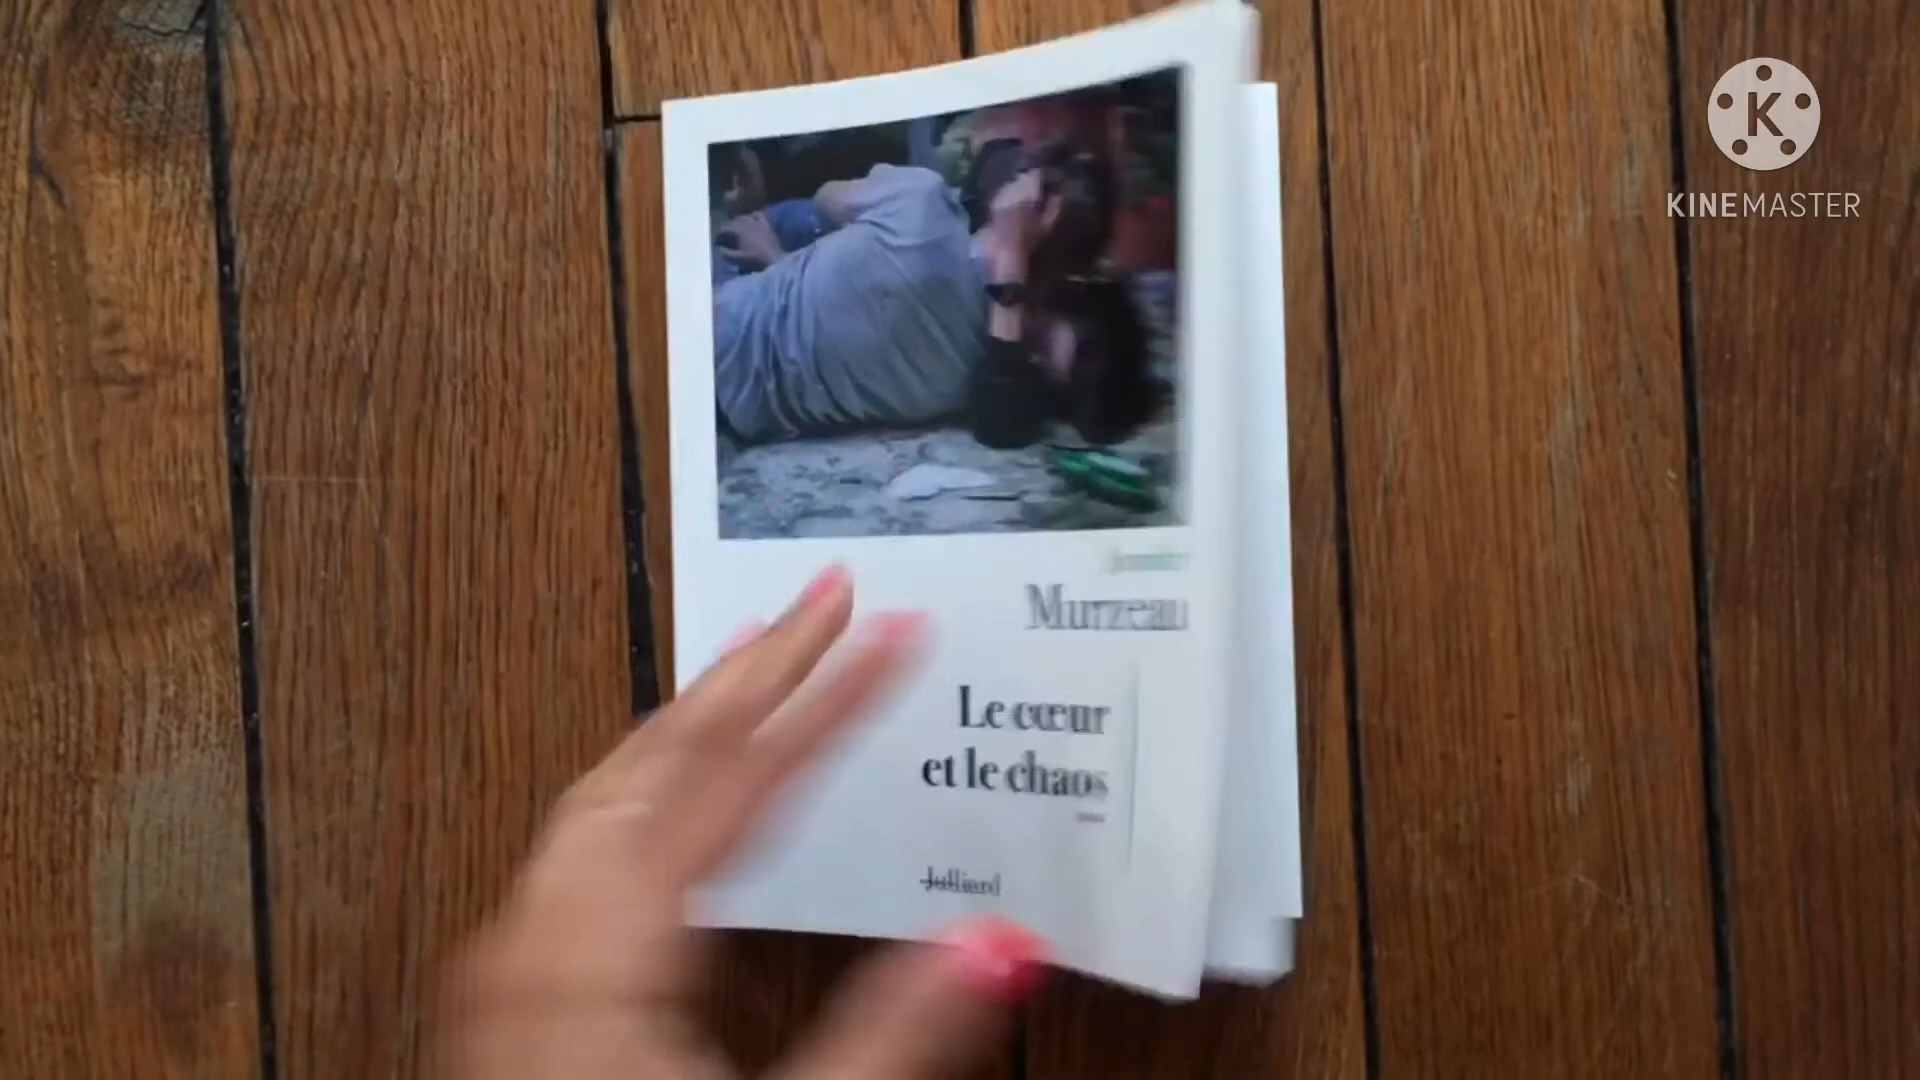 K
KINEMASTER
Murzeau
Le cœur
et le chaos
Julliard